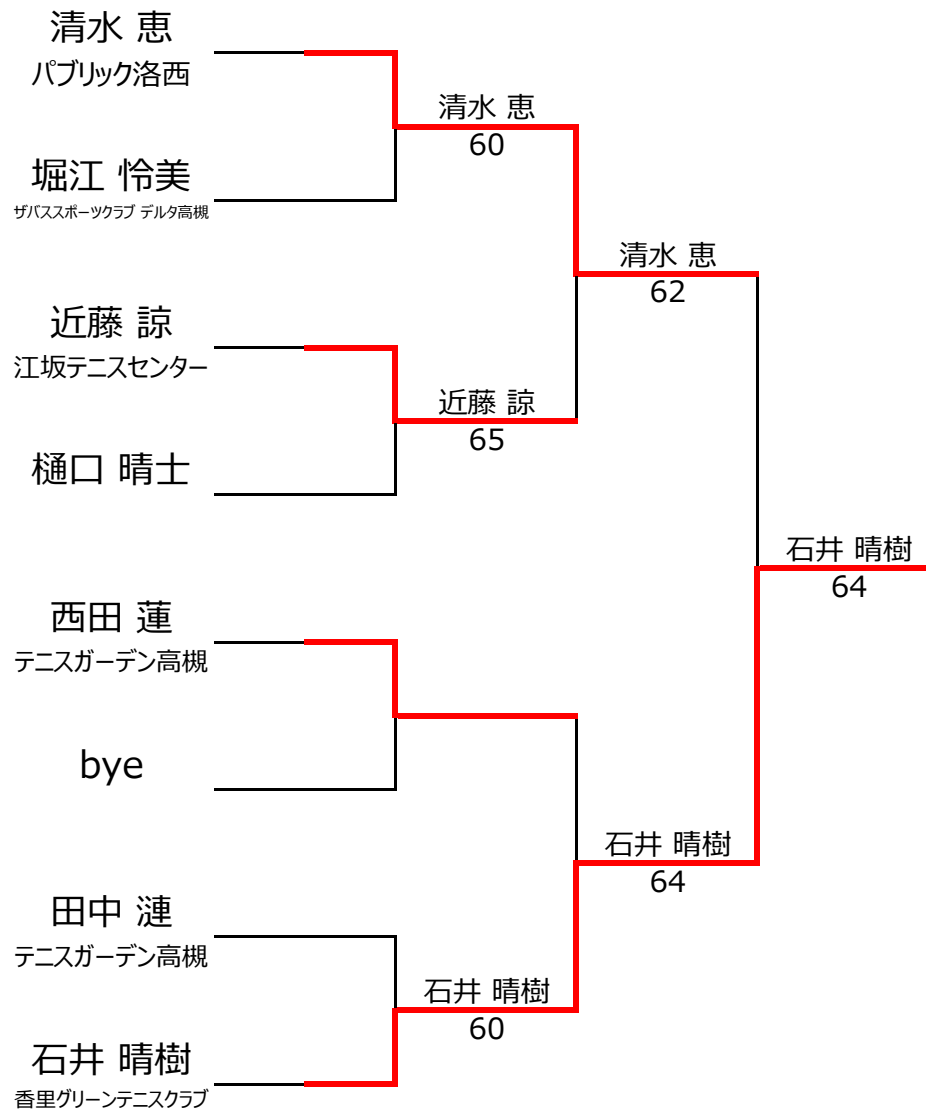 清水 恵
パブリック洛西
清水 恵
60
堀江 怜美
ザバススポーツクラブ デルタ高槻
清水 恵
62
近藤 諒
江坂テニスセンター
近藤 諒
65
樋口 晴士
石井 晴樹
64
西田 蓮
テニスガーデン高槻
bye
石井 晴樹
64
田中 漣
テニスガーデン高槻
石井 晴樹
60
石井 晴樹
香里グリーンテニスクラブ